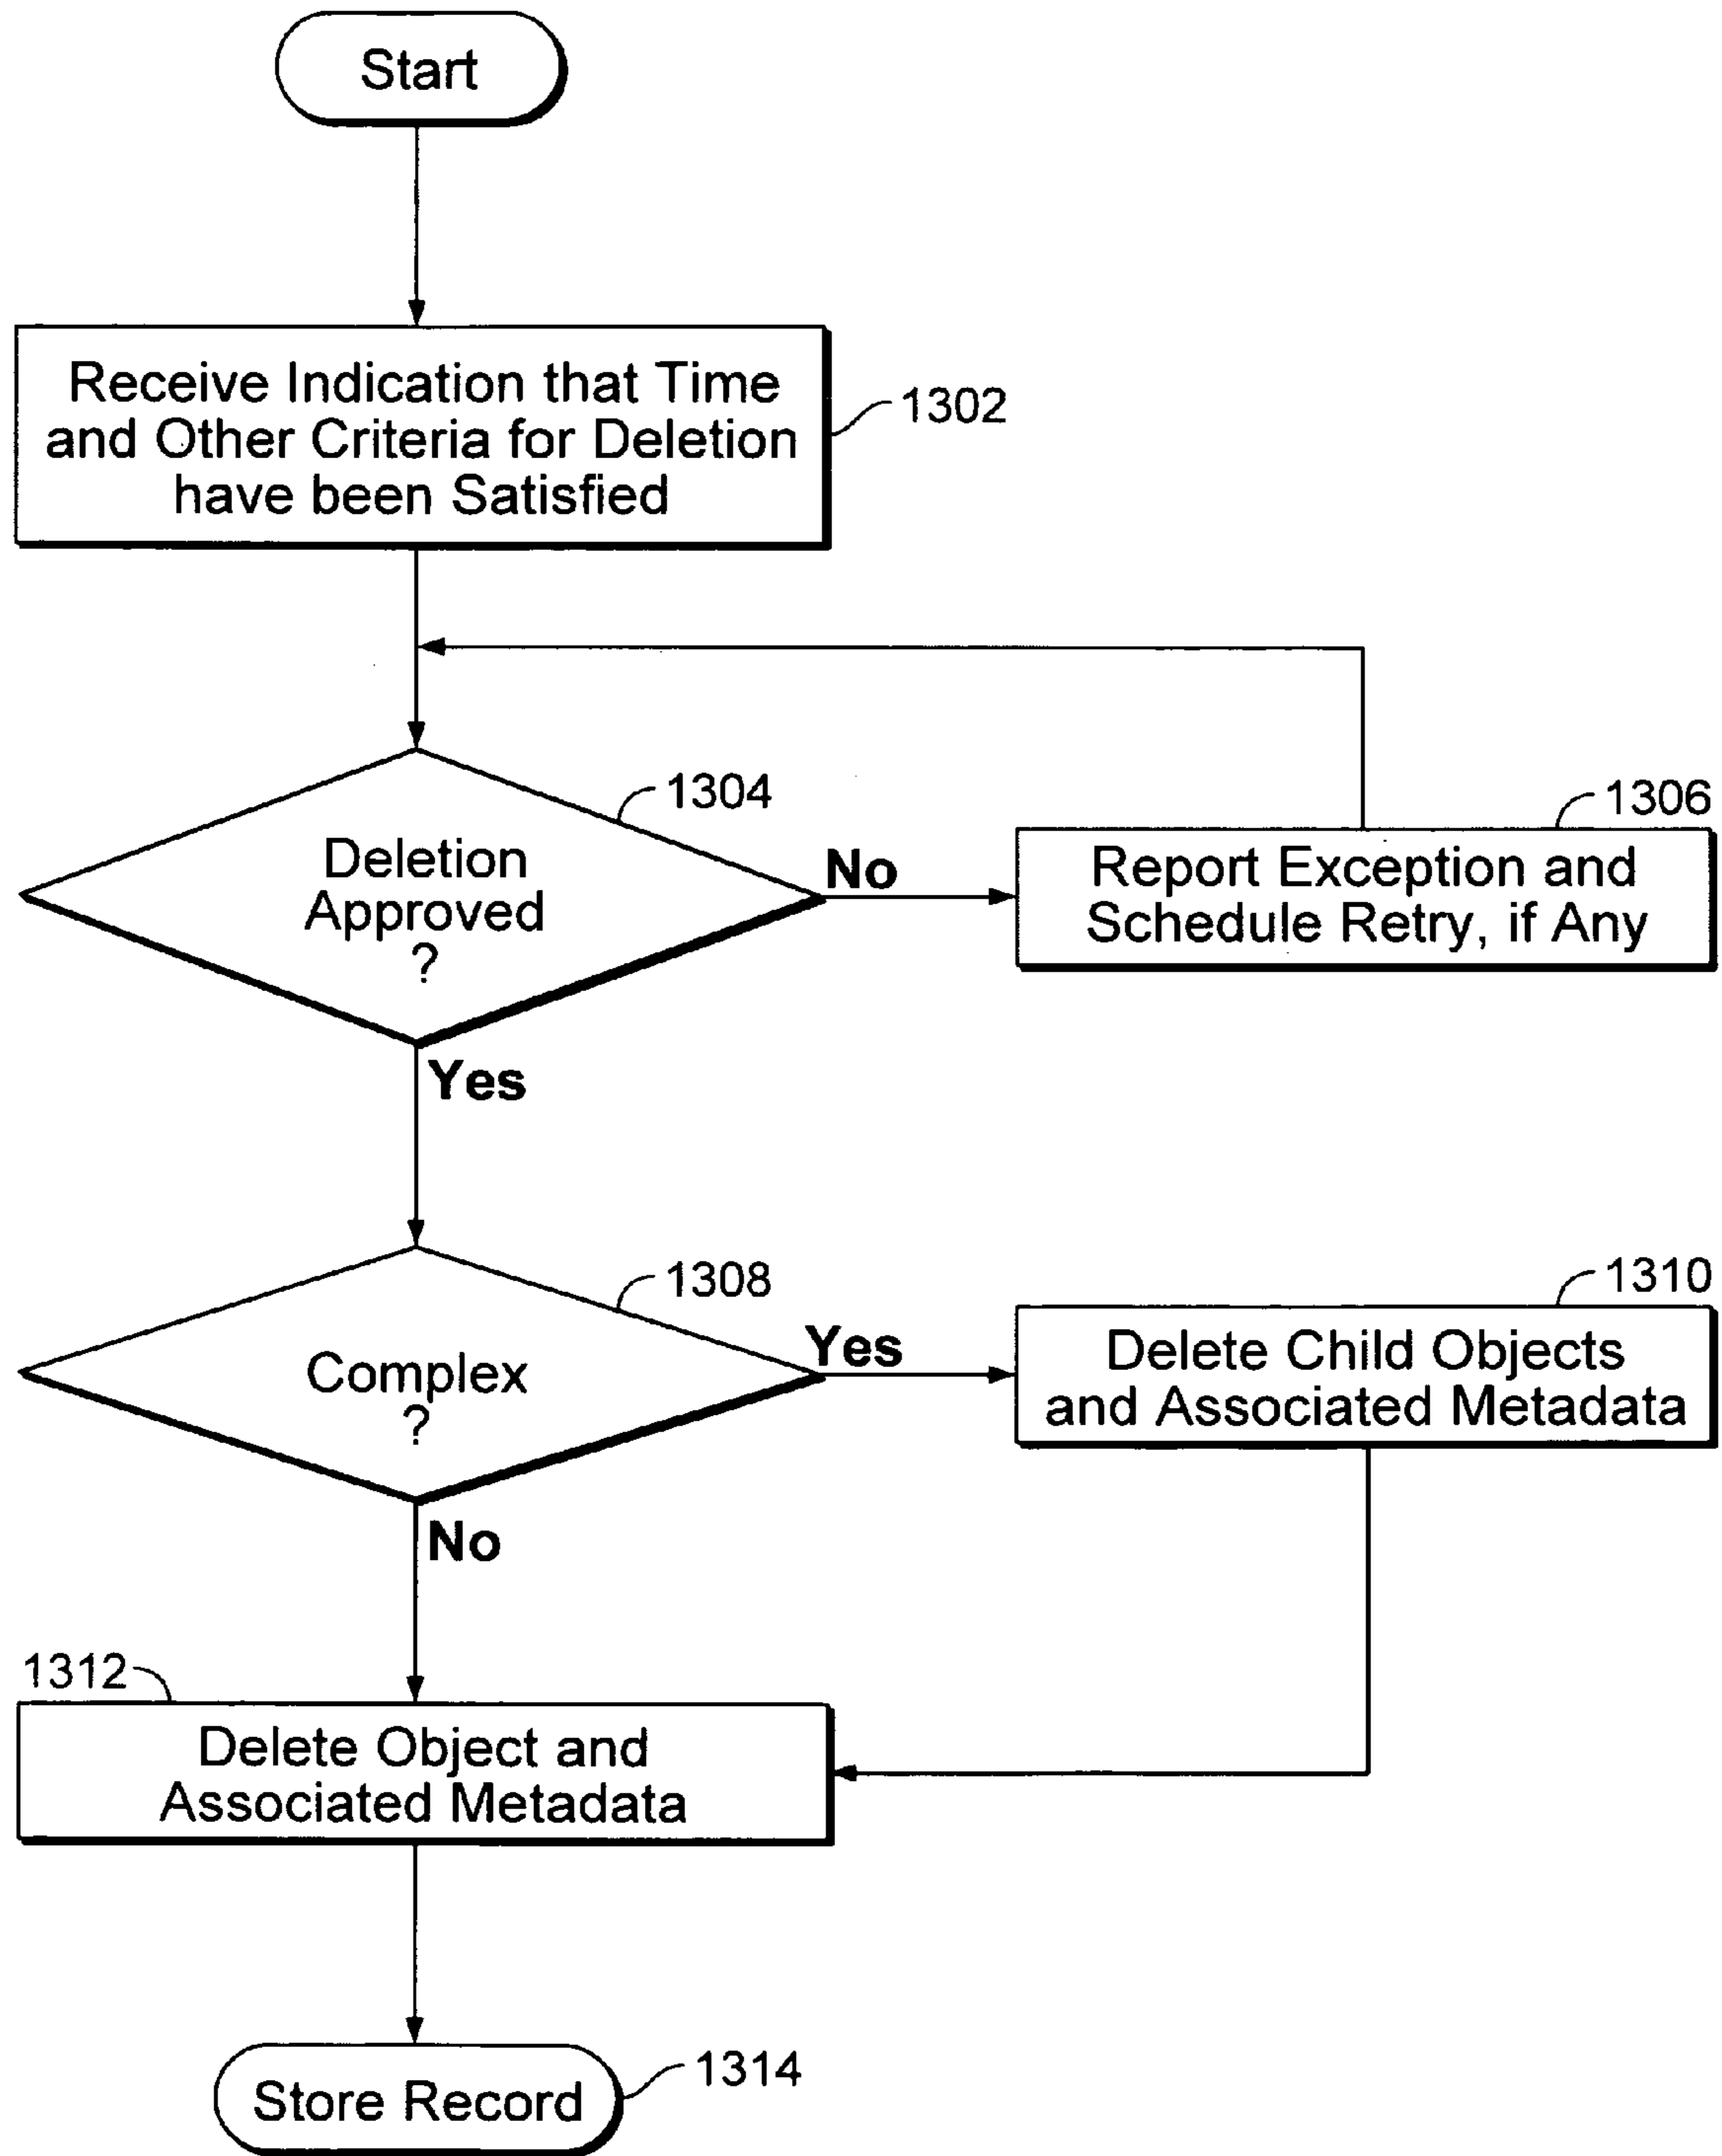 Start
Receive Indication that Time
and Other Criteria for Deletion
have been Satisfied
1302
1304
Deletion
Approved
?
No
1306
Report Exception and
Schedule Retry, if Any
Yes
1308
Complex
?
Yes
1310
Delete Child Objects
and Associated Metadata
No
1312
Delete Object and
Associated Metadata
Store Record
1314